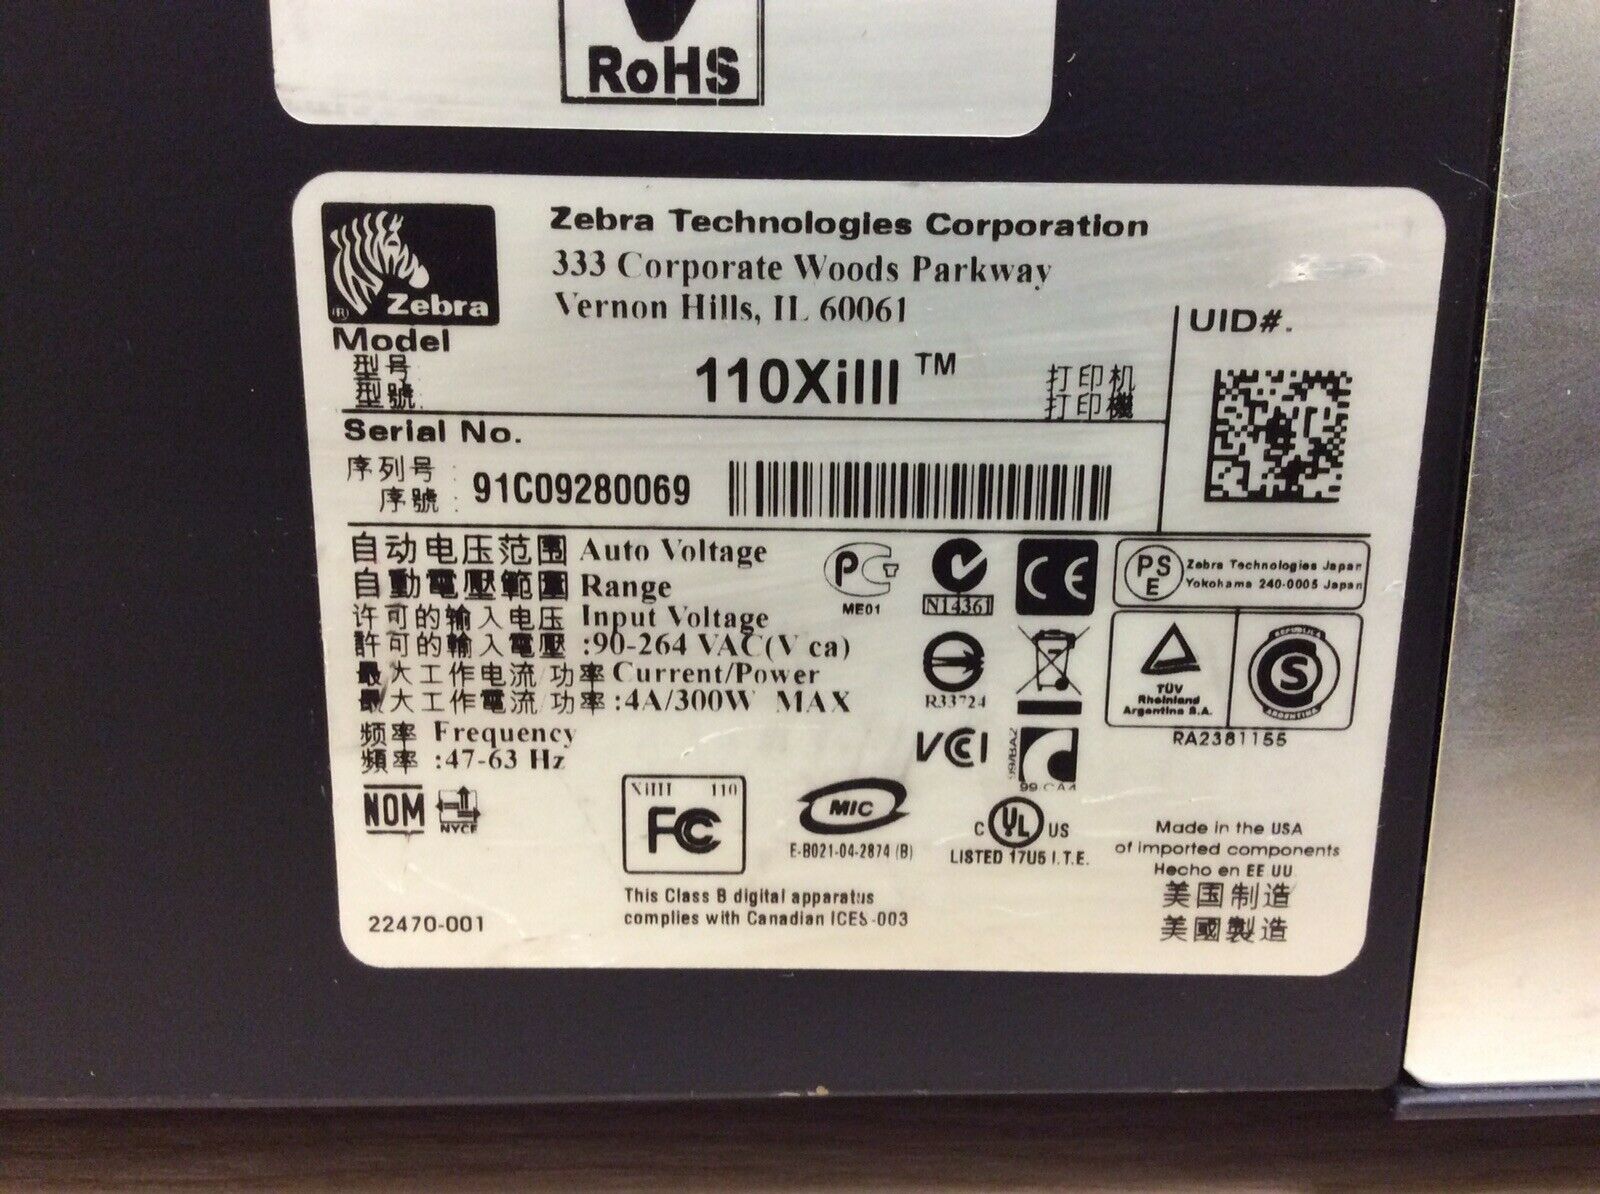 RoHS
Zebra Technologies Corporation
333 Corporate Woods Parkway
Vernon Hills, IL 60061
Zebra
(R)
Model
型号
型號
110XiIII™
打印机
打印機
UID#.
Serial No.
序列号:
序號:
91C09280069
自动电压范围 Auto Voltage
自動電壓範圍 Range
许可的输入电压 Input Voltage
許可的輸入電壓 :90-264 VAC(V ca)
最大工作电流/功率 Current/Power
最大工作電流/功率:4A/300W MAX
频率 Frequency
頻率 :47-63 Hz
ME01
N14361
CE
PS
E
Zebra Technologies Japan
Yokohama 240-0005 Japan
R33724
TÜV
Rheinland
Argentina S.A.
REPUBLICA
S
ARGENTINA
RA2381155
VCCI
NOM
NYCE
XiIII 110
FC
MIC
E-B021-04-2874 (B)
C UL US
LISTED 17U5 I.T.E.
Made in the USA
of imported components
Hecho en EE UU
美国制造
美國製造
This Class B digital apparatus
complies with Canadian ICES-003
22470-001